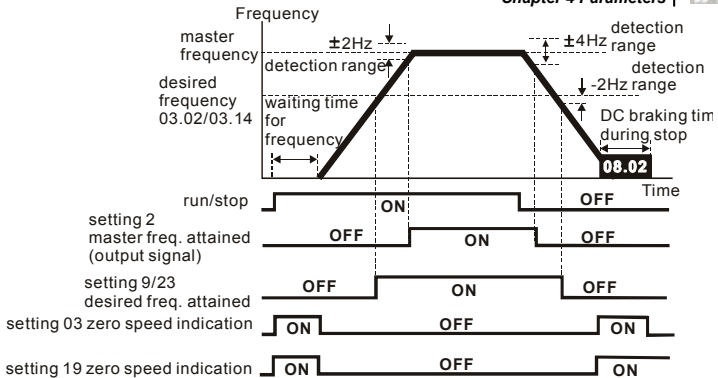 Chapter 4 Parameters |
Frequency
master
frequency
±2Hz
detection range
±4Hz
detection
range
detection
range
-2Hz
desired
frequency
03.02/03.14
waiting time
for
frequency
DC braking tim
during stop
08.02
Time
run/stop
ON
OFF
setting 2
master freq. attained
(output signal)
OFF
ON
OFF
setting 9/23
desired freq. attained
OFF
ON
OFF
setting 03 zero speed indication
ON
OFF
ON
setting 19 zero speed indication
ON
OFF
ON